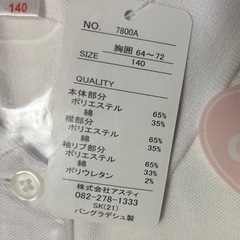 140
NO. 7800A
胸囲 64〜72
SIZE 140
QUALITY
本体部分
ポリエステル 65%
綿 35%
襟部分
ポリエステル 65%
綿 35%
袖リブ部分
ポリエステル 65%
綿 33%
ポリウレタン 2%
株式会社アスティ
082-278-1333
SK(21)
バングラデシュ製